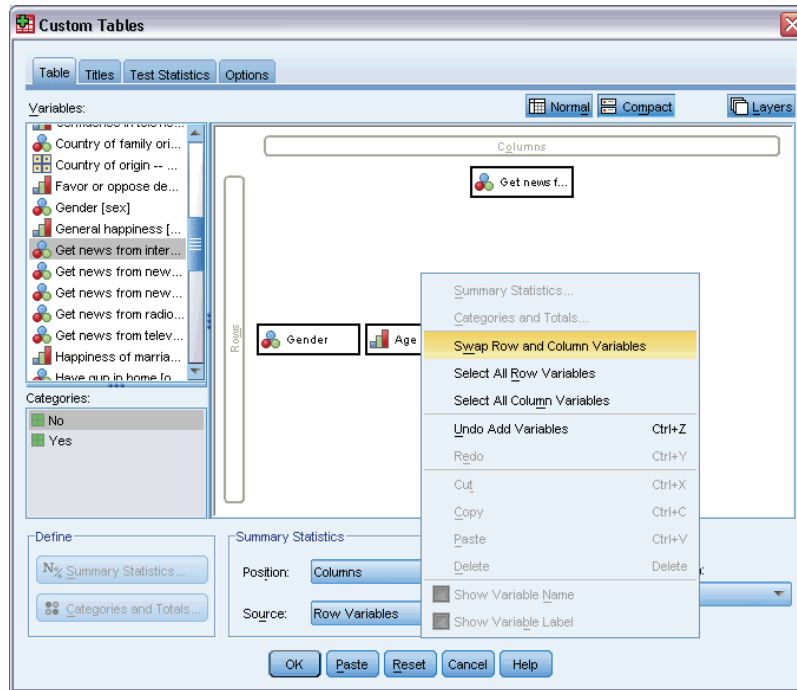 Custom Tables
Table Titles Test Statistics Options
Variables:
Normal Compact Layers
Country of family ori...
Country of origin -- ...
Favor or oppose de...
Gender [sex]
General happiness [...
Get news from inter...
Get news from new...
Get news from new...
Get news from radio...
Get news from telev...
Happiness of marria...
Have gun in home [o...
Categories:
No
Yes
Columns
Get news f...
Rows
Gender
Age
Summary Statistics...
Categories and Totals...
Swap Row and Column Variables
Select All Row Variables
Select All Column Variables
Undo Add Variables Ctrl+Z
Redo Ctrl+Y
Cut Ctrl+X
Copy Ctrl+C
Paste Ctrl+V
Delete Delete
Show Variable Name
Show Variable Label
Define
N% Summary Statistics...
Categories and Totals...
Summary Statistics
Position: Columns
Source: Row Variables
OK Paste Reset Cancel Help